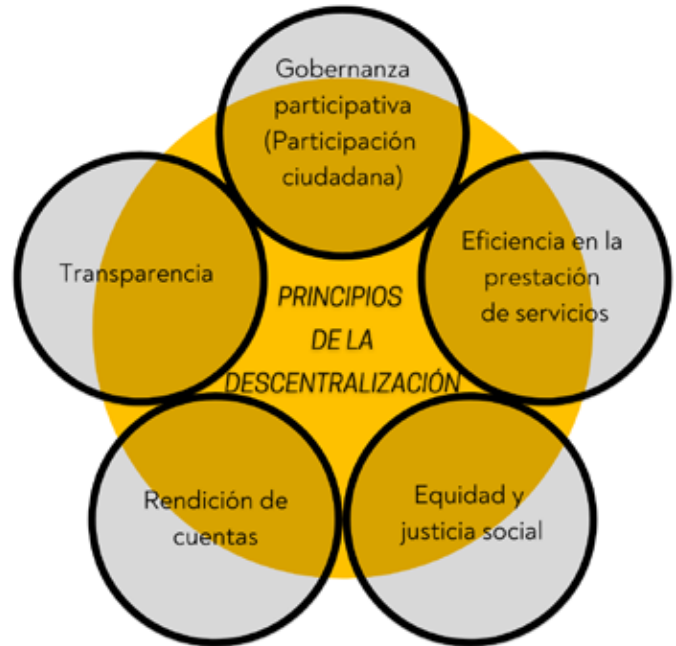 Gobernanza
participativa
(Participación
ciudadana)
Transparencia
Eficiencia en la
prestación
de servicios
PRINCIPIOS
DE LA
DESCENTRALIZACIÓN
Rendición de
cuentas
Equidad y
justicia social